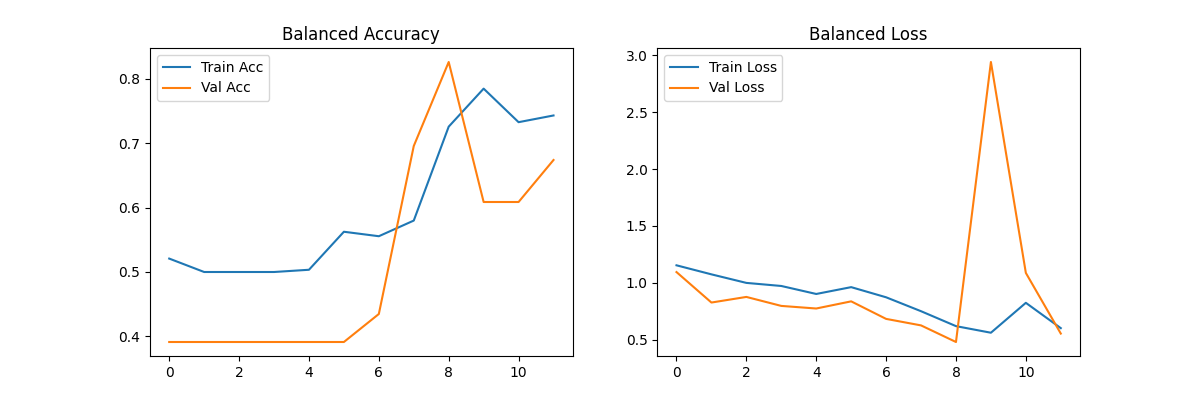 Balanced Accuracy
Train Acc
Val Acc
0.8
0.7
0.6
0.5
0.4
0 2 4 6 8 10
Balanced Loss
Train Loss
Val Loss
3.0
2.5
2.0
1.5
1.0
0.5
0 2 4 6 8 10